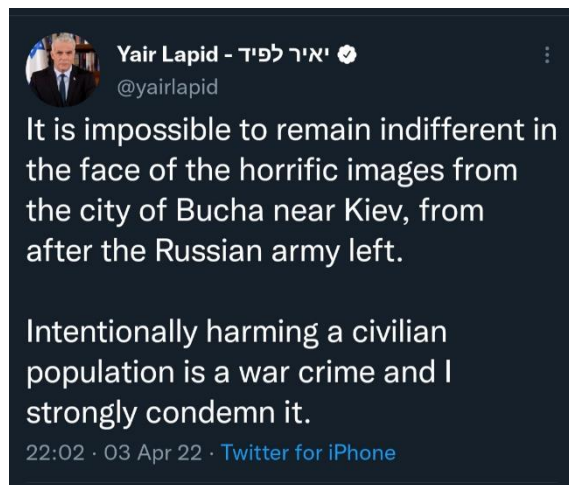 Yair Lapid - יאיר לפיד
@yairlapid
It is impossible to remain indifferent in
the face of the horrific images from
the city of Bucha near Kiev, from
after the Russian army left.
Intentionally harming a civilian
population is a war crime and I
strongly condemn it.
22:02 · 03 Apr 22 · Twitter for iPhone